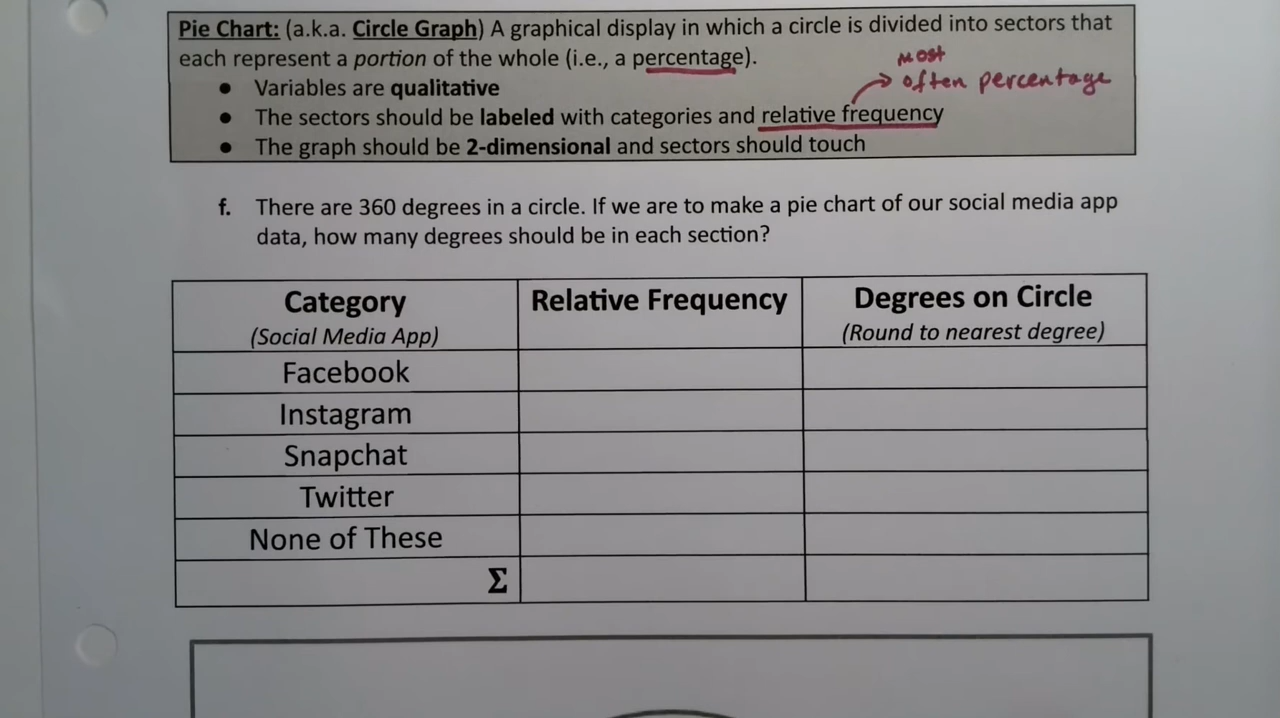 Pie Chart: (a.k.a. Circle Graph) A graphical display in which a circle is divided into sectors that
each represent a portion of the whole (i.e., a percentage).
most
often percentage
• Variables are qualitative
• The sectors should be labeled with categories and relative frequency
• The graph should be 2-dimensional and sectors should touch
f. There are 360 degrees in a circle. If we are to make a pie chart of our social media app
data, how many degrees should be in each section?
Category Relative Frequency Degrees on Circle
(Social Media App) (Round to nearest degree)
Facebook
Instagram
Snapchat
Twitter
None of These
Σ